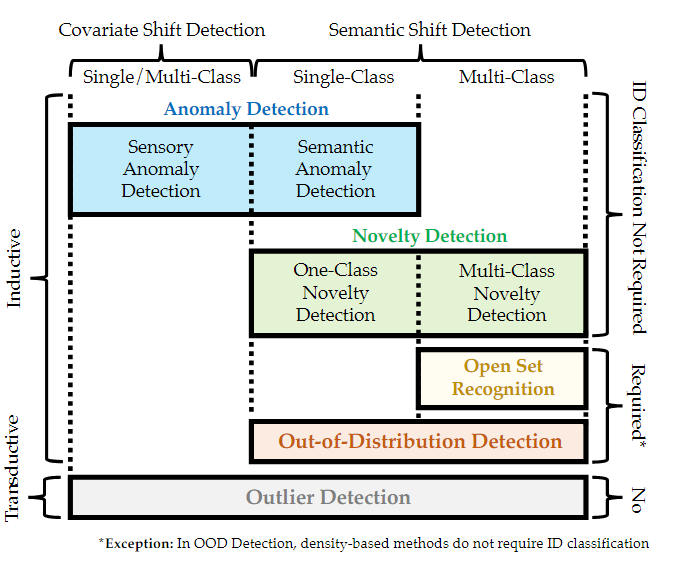 Covariate Shift Detection
Semantic Shift Detection
Single/Multi-Class
Single-Class
Multi-Class
Anomaly Detection
Sensory
Anomaly
Detection
Semantic
Anomaly
Detection
Novelty Detection
One-Class
Novelty
Detection
Multi-Class
Novelty
Detection
Open Set
Recognition
Out-of-Distribution Detection
Outlier Detection
Inductive
Transductive
ID Classification Not Required
Required*
No
*Exception: In OOD Detection, density-based methods do not require ID classification